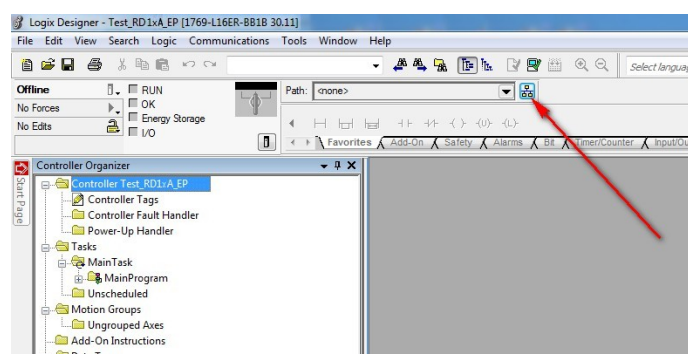 Logix Designer - Test_RD1xA_EP [1769-L16ER-BB1B 30.11]
File Edit View Search Logic Communications Tools Window Help
Select languag
Offline RUN Path: <none>
No Forces OK
No Edits Energy Storage
I/O
Favorites Add-On Safety Alarms Bit Timer/Counter Input/Ou
Controller Organizer
Start Page
Controller Test_RD1xA_EP
Controller Tags
Controller Fault Handler
Power-Up Handler
Tasks
MainTask
MainProgram
Unscheduled
Motion Groups
Ungrouped Axes
Add-On Instructions